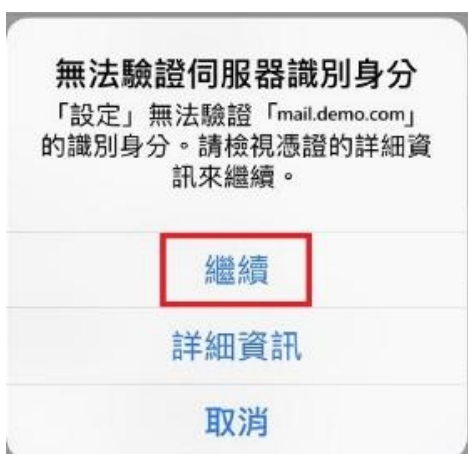 無法驗證伺服器識別身分
「設定」無法驗證「mail.demo.com」
的識別身分。請檢視憑證的詳細資
訊來繼續。
繼續
詳細資訊
取消